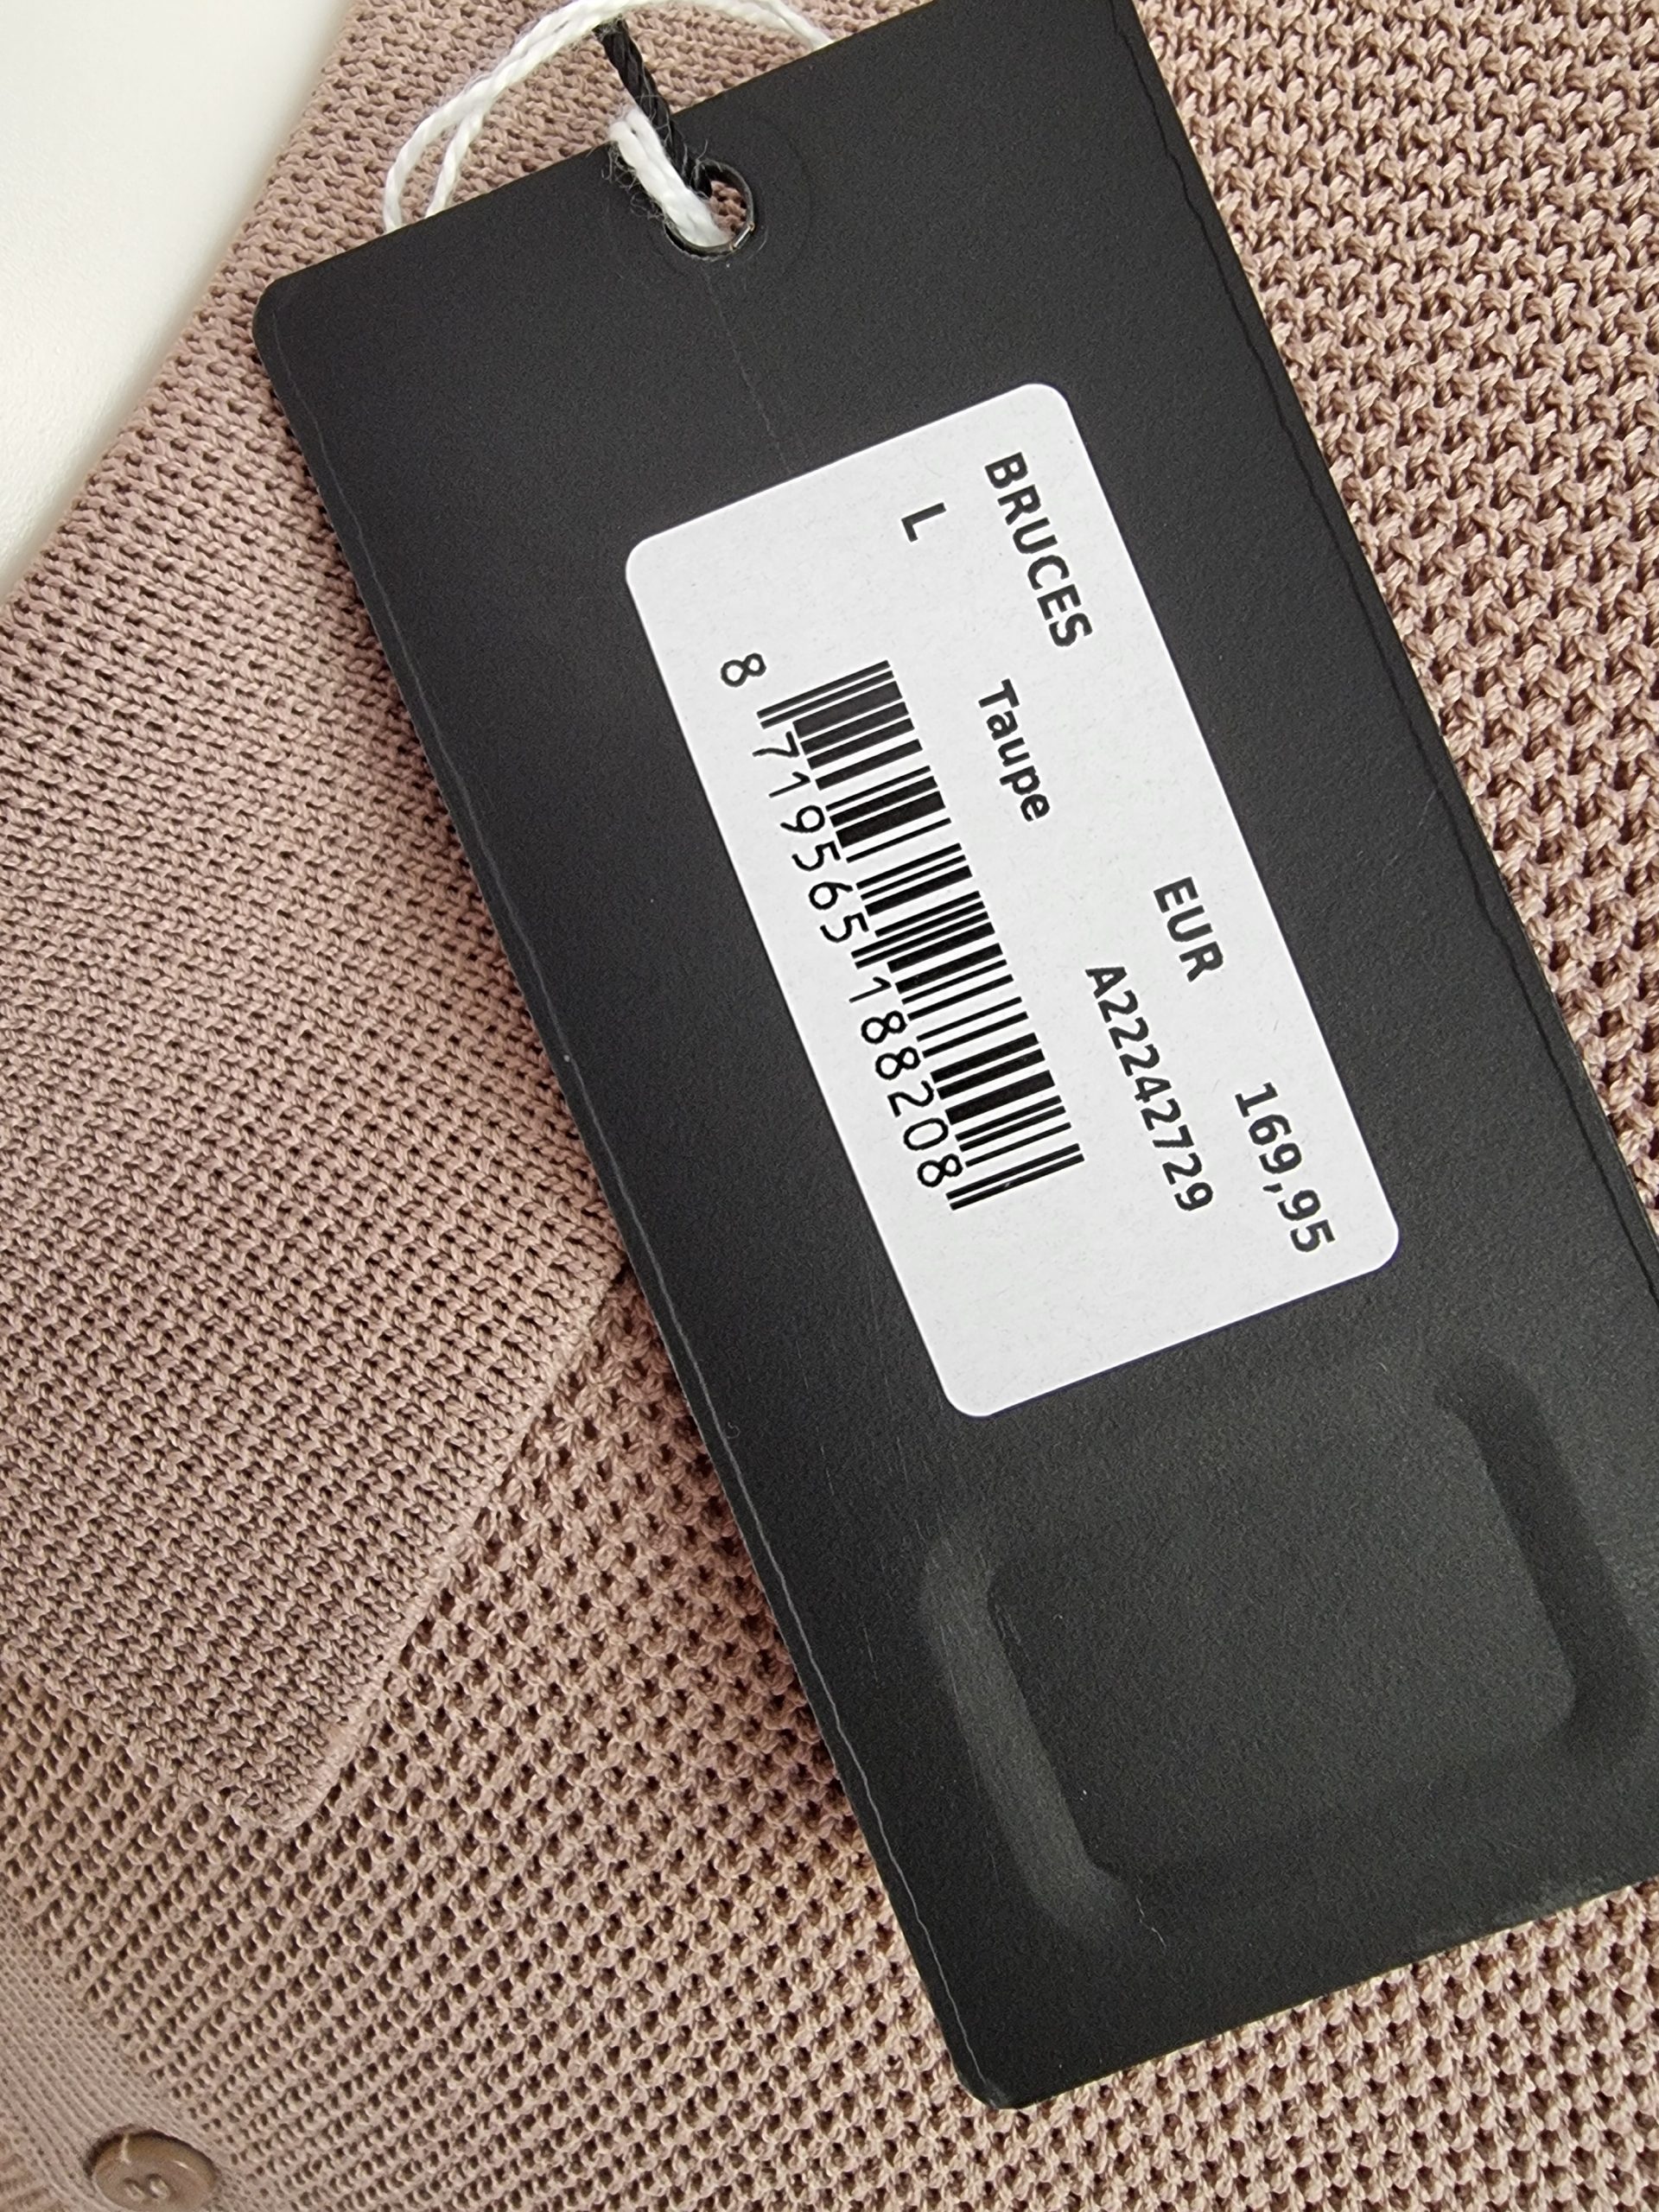 EUR 169,95
BRUCES A22242729
L Taupe
8 719565 188208